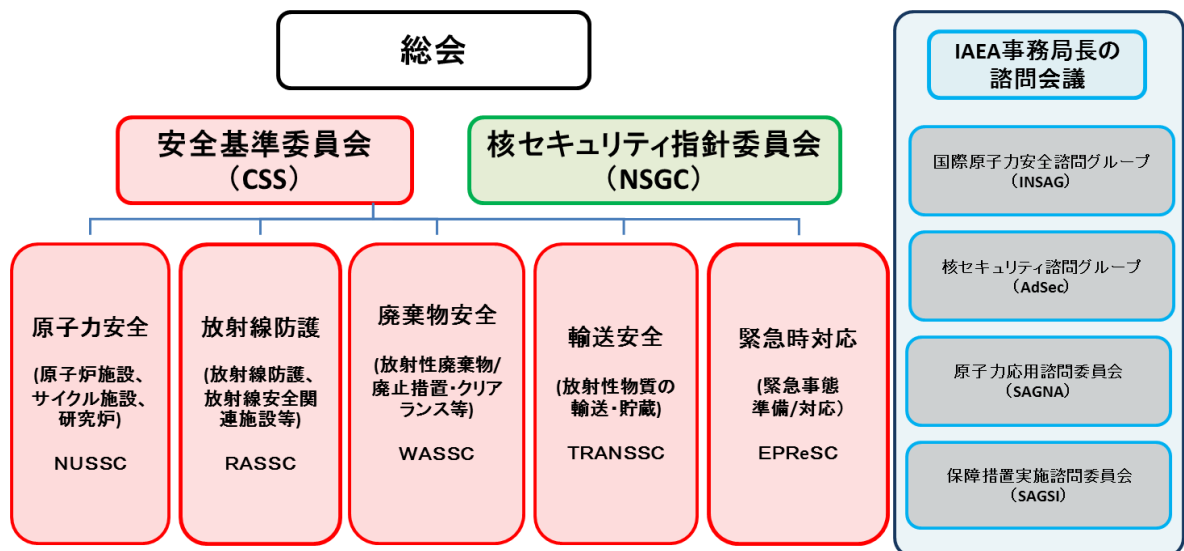 総会
安全基準委員会
（CSS）
核セキュリティ指針委員会
（NSGC）
原子力安全
(原子炉施設、
サイクル施設、
研究炉)
NUSSC
放射線防護
(放射線防護、
放射線安全関
連施設等)
RASSC
廃棄物安全
(放射性廃棄物/
廃止措置・クリア
ランス等)
WASSC
輸送安全
(放射性物質の
輸送・貯蔵)
TRANSSC
緊急時対応
(緊急事態
準備/対応）
EPReSC
IAEA事務局長の
諮問会議
国際原子力安全諮問グループ
（INSAG）
核セキュリティ諮問グループ
（AdSec）
原子力応用諮問委員会
（SAGNA）
保障措置実施諮問委員会
（SAGSI）